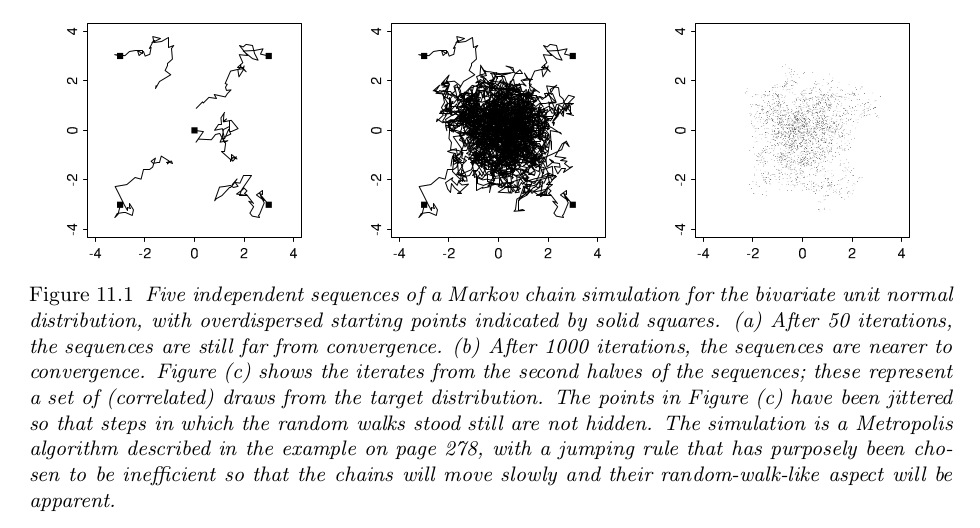 4
2
0
-2
-4
-4 -2 0 2 4
4
2
0
-2
-4
-4 -2 0 2 4
4
2
0
-2
-4
-4 -2 0 2 4
Figure 11.1 Five independent sequences of a Markov chain simulation for the bivariate unit normal
distribution, with overdispersed starting points indicated by solid squares. (a) After 50 iterations,
the sequences are still far from convergence. (b) After 1000 iterations, the sequences are nearer to
convergence. Figure (c) shows the iterates from the second halves of the sequences; these represent
a set of (correlated) draws from the target distribution. The points in Figure (c) have been jittered
so that steps in which the random walks stood still are not hidden. The simulation is a Metropolis
algorithm described in the example on page 278, with a jumping rule that has purposely been cho-
sen to be inefficient so that the chains will move slowly and their random-walk-like aspect will be
apparent.